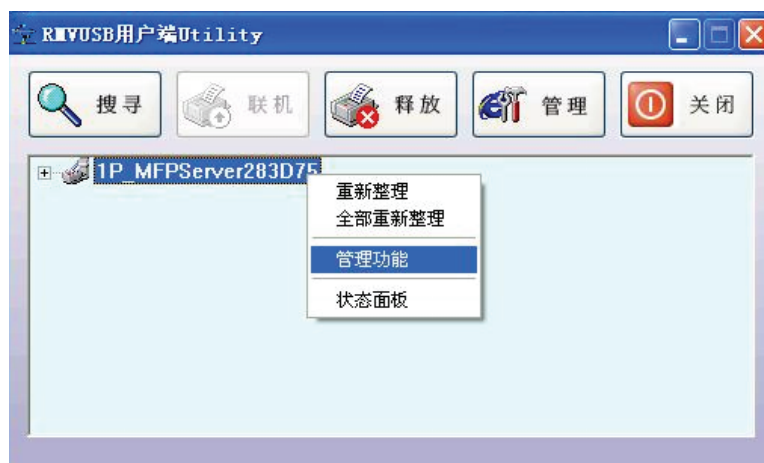 RMVUSB用户端Utility
搜寻 联机 释放 管理 关闭
1P_MFPServer283D75
重新整理
全部重新整理
管理功能
状态面板